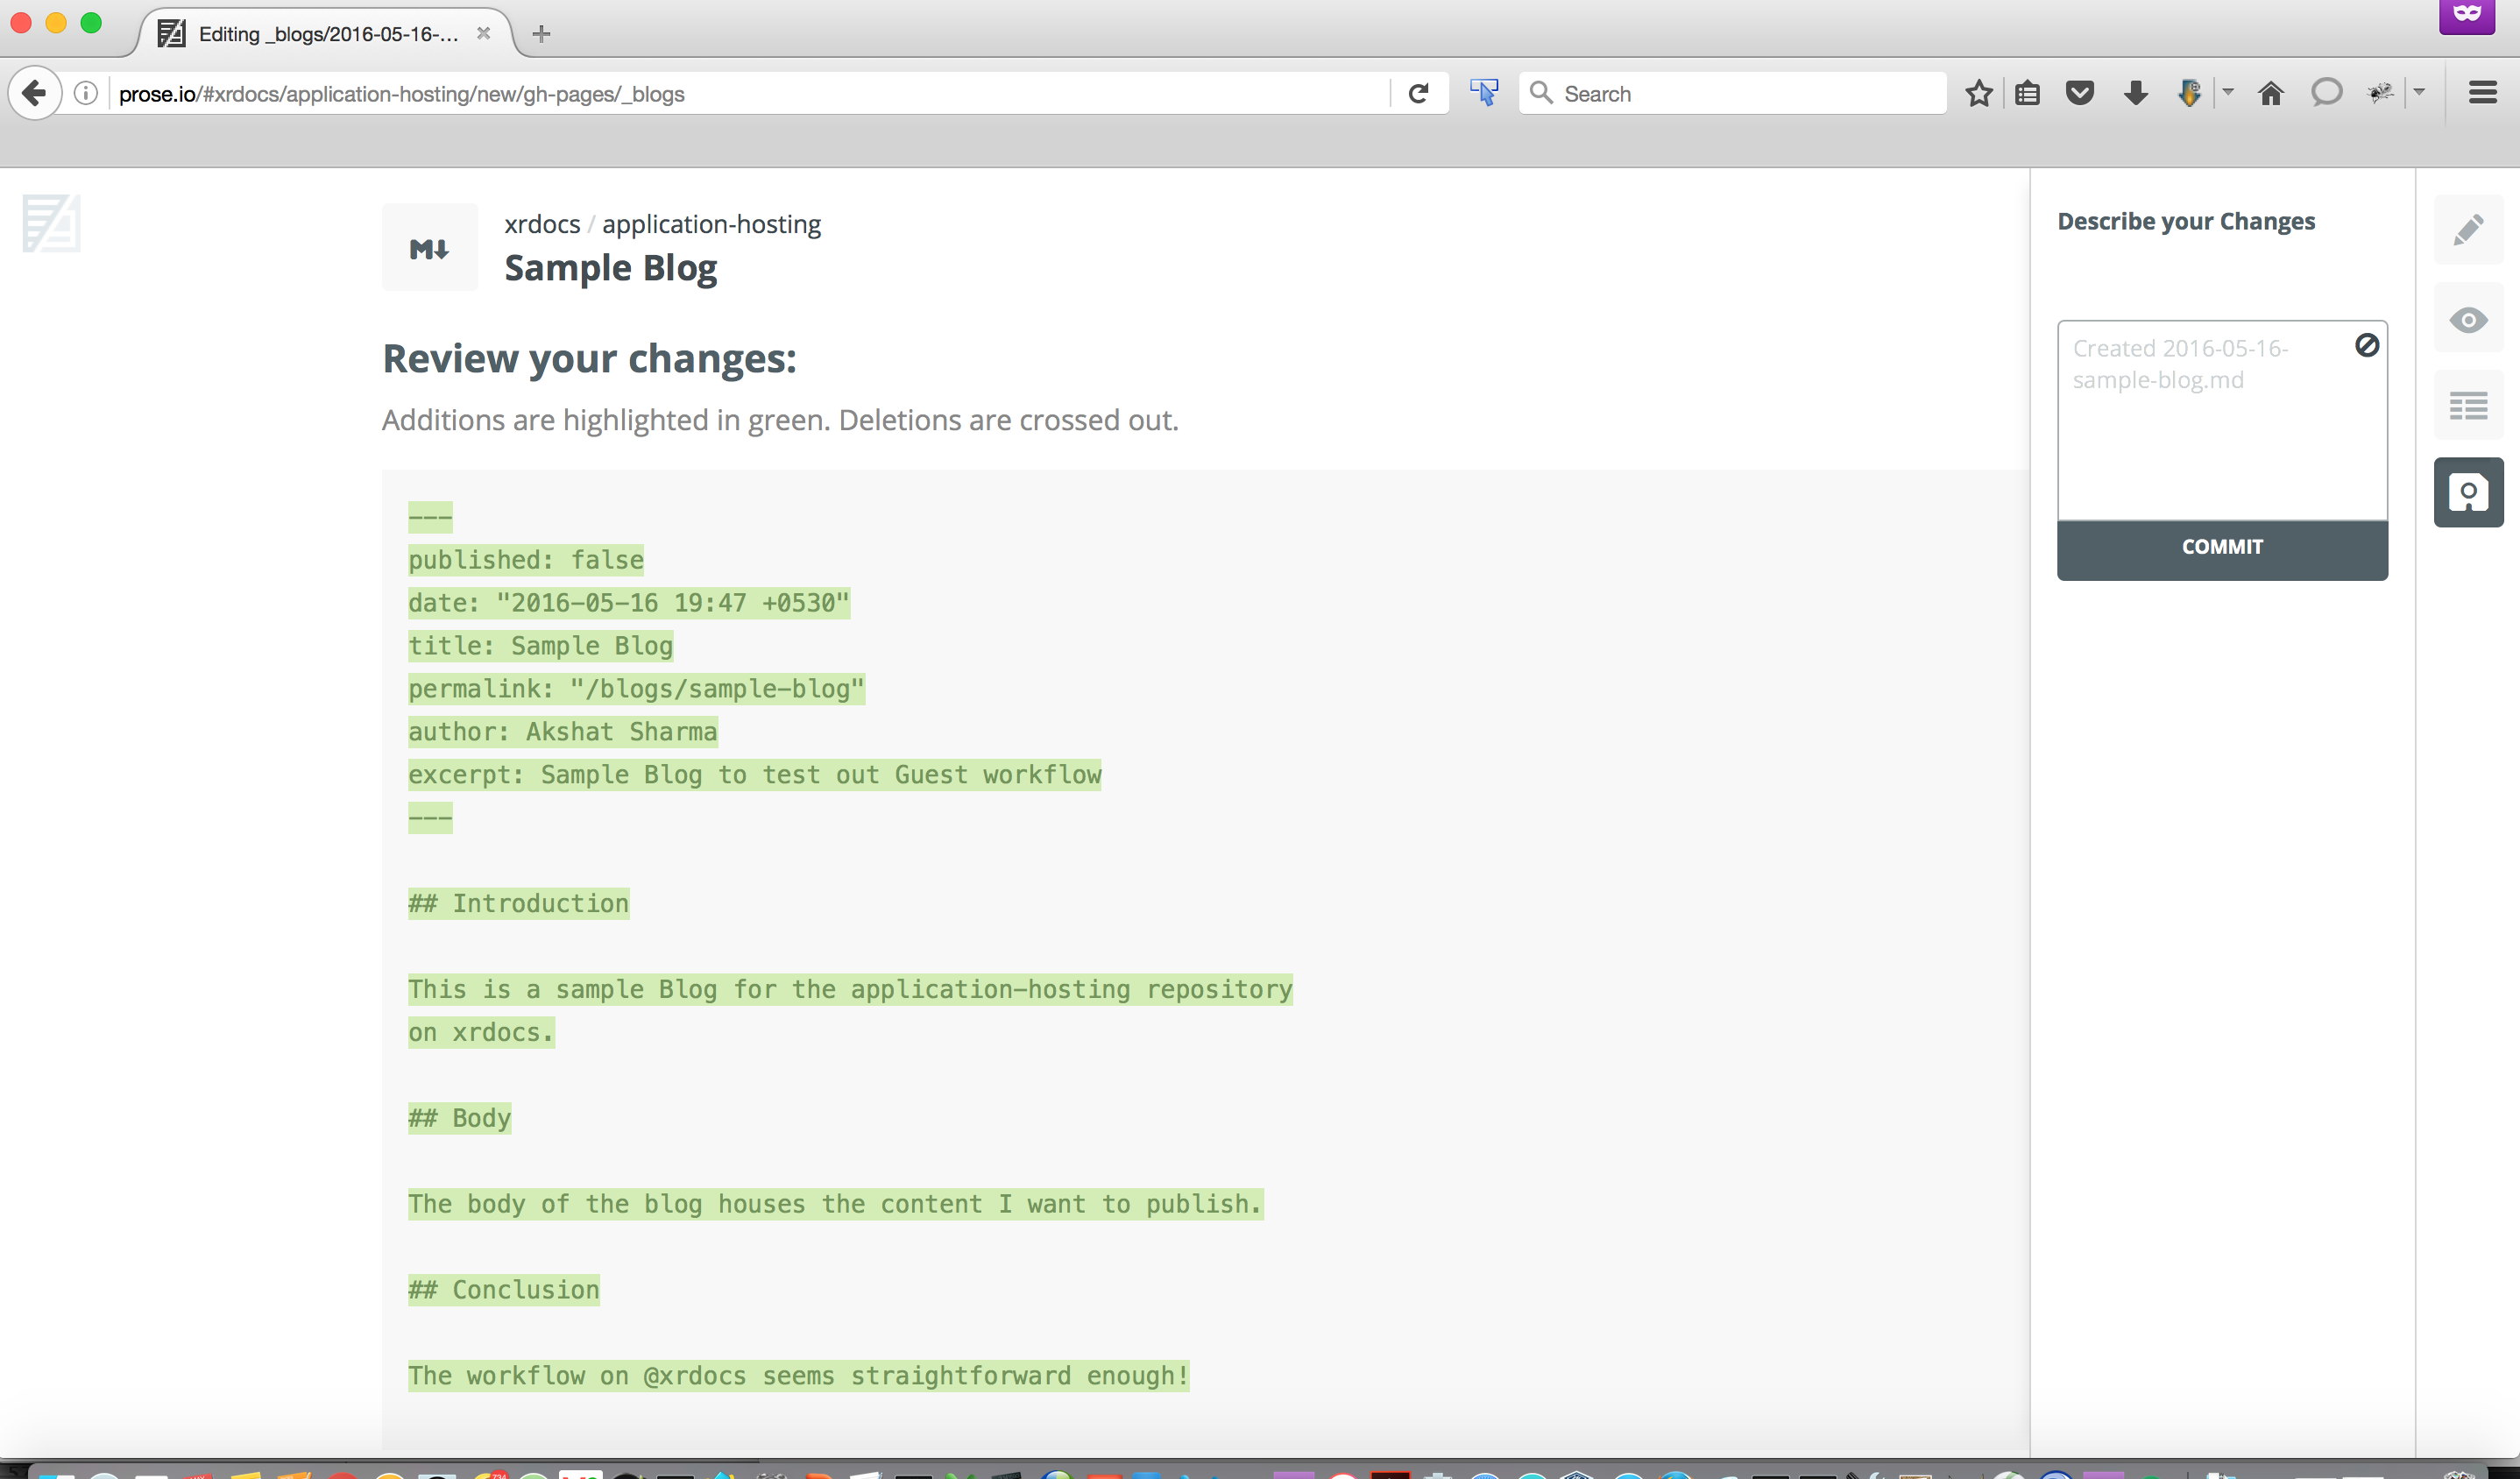 Editing _blogs/2016-05-16-...
prose.io/#xrdocs/application-hosting/new/gh-pages/_blogs
Search
xrdocs / application-hosting
Sample Blog
Review your changes:
Additions are highlighted in green. Deletions are crossed out.
---
published: false
date: "2016-05-16 19:47 +0530"
title: Sample Blog
permalink: "/blogs/sample-blog"
author: Akshat Sharma
excerpt: Sample Blog to test out Guest workflow
---
## Introduction
This is a sample Blog for the application-hosting repository
on xrdocs.
## Body
The body of the blog houses the content I want to publish.
## Conclusion
The workflow on @xrdocs seems straightforward enough!
Describe your Changes
Created 2016-05-16-
sample-blog.md
COMMIT
734